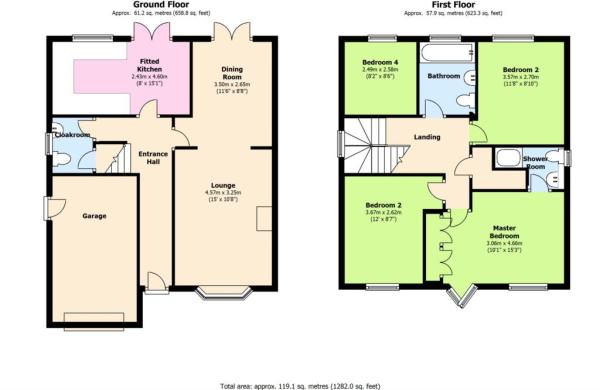 Ground Floor
Approx. 61.2 sq. metres (658.8 sq. feet)
Fitted
Kitchen
2.43m x 4.60m
(8' x 15'1")
Dining
Room
3.50m x 2.65m
(11'6" x 8'8")
Cloakroom
Entrance
Hall
Lounge
4.57m x 3.25m
(15' x 10'8")
Garage
First Floor
Approx. 57.9 sq. metres (623.3 sq. feet)
Bedroom 4
2.49m x 2.58m
(8'2" x 8'6")
Bathroom
Bedroom 2
3.57m x 2.70m
(11'8" x 8'10")
Landing
Shower
Room
Bedroom 2
3.67m x 2.62m
(12' x 8'7")
Master
Bedroom
3.06m x 4.66m
(10'1" x 15'3")
Total area: approx. 119.1 sq. metres (1282.0 sq. feet)